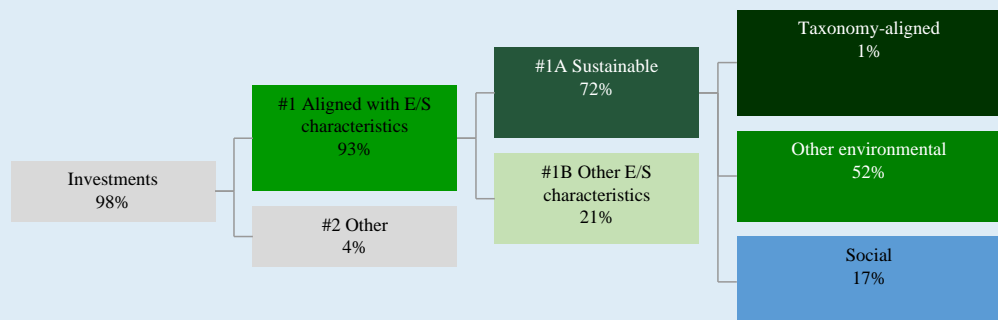 Investments
98%
#1 Aligned with E/S
characteristics
93%
#2 Other
4%
#1A Sustainable
72%
#1B Other E/S
characteristics
21%
Taxonomy-aligned
1%
Other environmental
52%
Social
17%